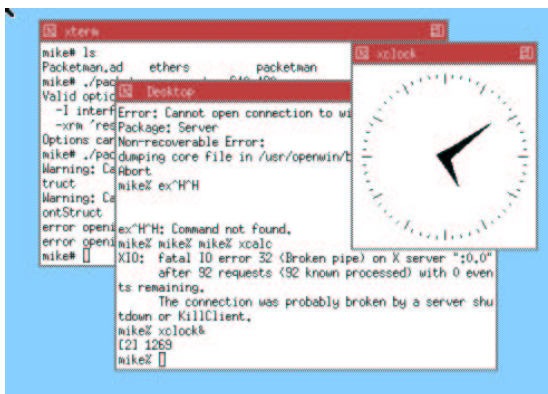 xterm
mike# ls
Packetman.ad ethers packetman
mike#
Valid optic
-I interf
-xrm 'res
Options car
mike# ./pac
Warning: Ca
truct
Warning: Ca
ontStruct
error openi
error openi
mike#
Desktop
Error: Cannot open connection to wi
Package: Server
Non-recoverable Error:
dumping core file in /usr/openwin/b
Abort
mike% ex^H^H
ex^H^H: Command not found.
mike% mike% mike% xcalc
XIO: fatal IO error 32 (Broken pipe) on X server ":0.0"
after 92 requests (92 known processed) with 0 even
ts remaining.
The connection was probably broken by a server shu
tdown or KillClient.
mike% xclock&
[2] 1269
mike%
xclock